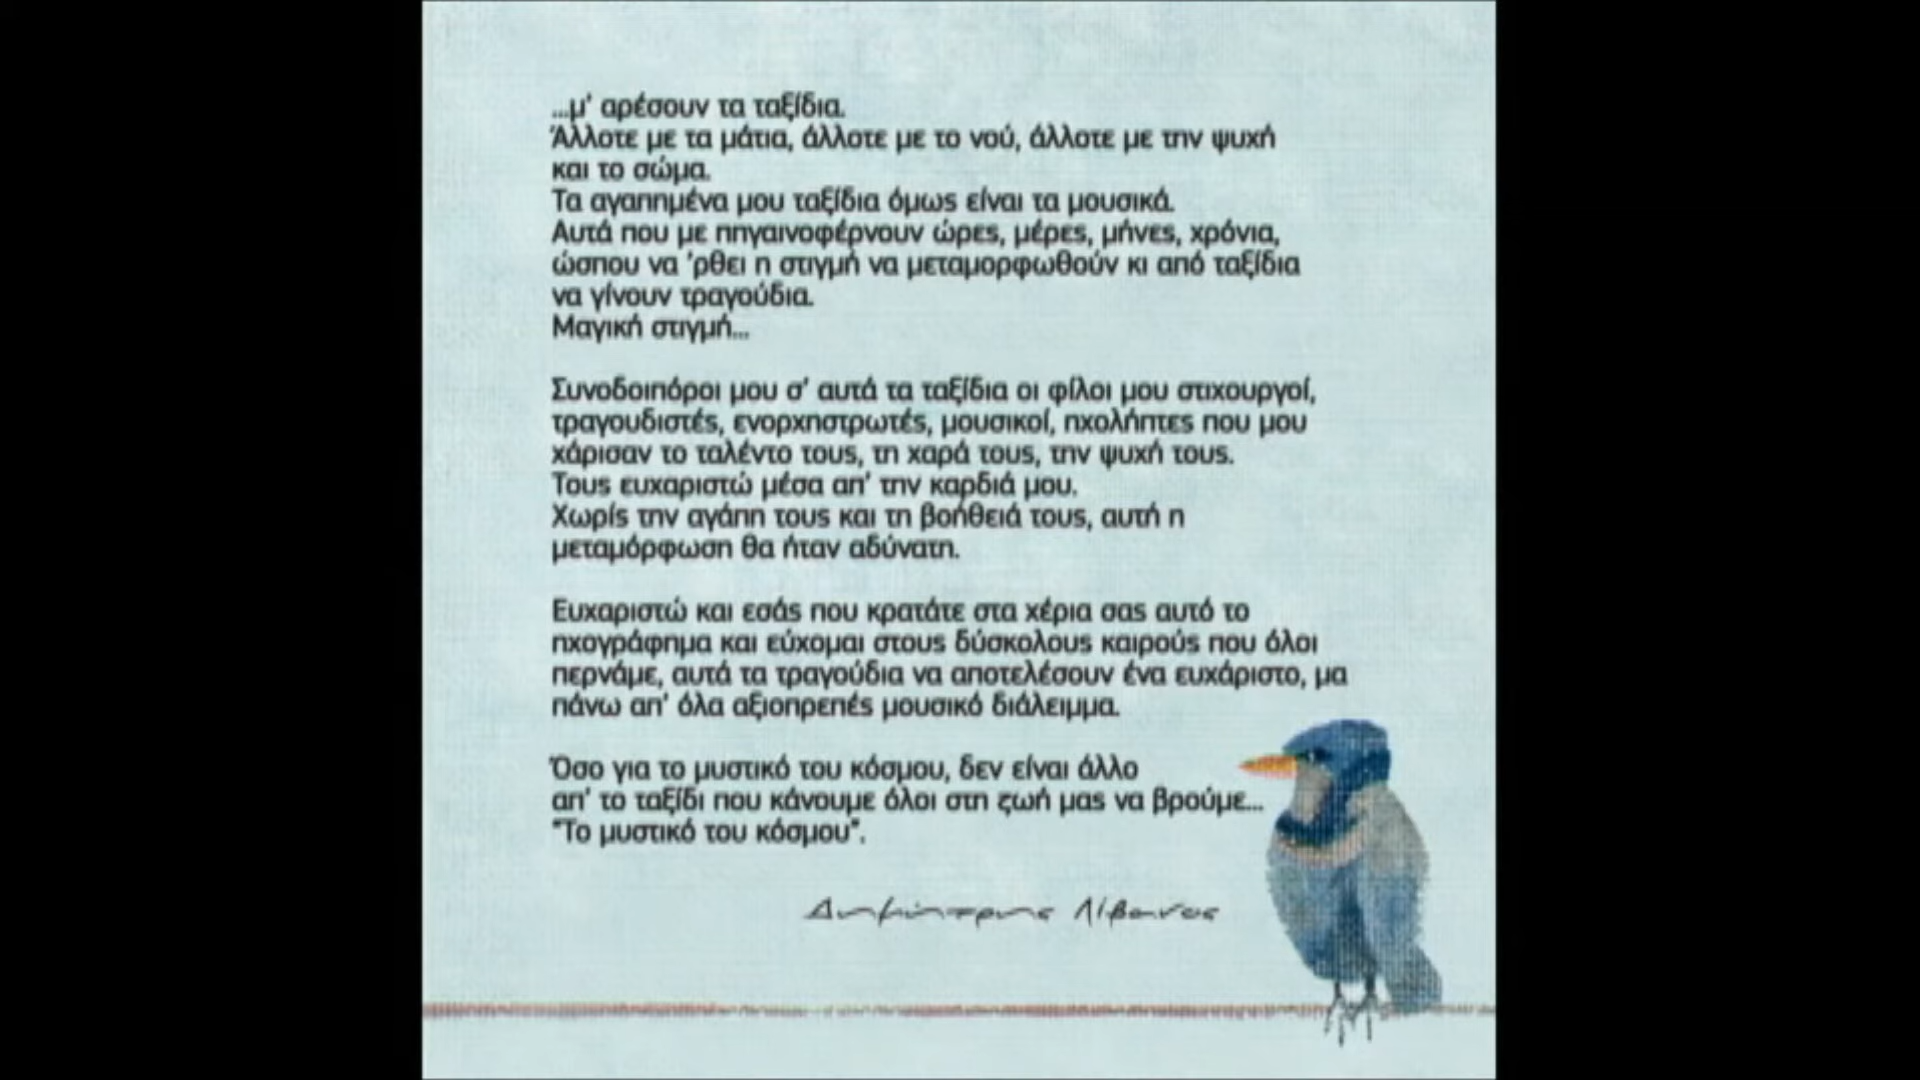 ...μ' αρέσουν τα ταξίδια.
Άλλοτε με τα μάτια, άλλοτε με το νού, άλλοτε με την ψυχή
και το σώμα.
Τα αγαπημένα μου ταξίδια όμως είναι τα μουσικά.
Αυτά που με πηγαινοφέρνουν ώρες, μέρες, μήνες, χρόνια,
ώσπου να 'ρθει η στιγμή να μεταμορφωθούν κι από ταξίδια
να γίνουν τραγούδια.
Μαγική στιγμή...
Συνοδοιπόροι μου σ' αυτά τα ταξίδια οι φίλοι μου στιχουργοί,
τραγουδιστές, ενορχηστρωτές, μουσικοί, ηχολήπτες που μου
χάρισαν το ταλέντο τους, τη χαρά τους, την ψυχή τους.
Τους ευχαριστώ μέσα απ' την καρδιά μου.
Χωρίς την αγάπη τους και τη βοήθειά τους, αυτή η
μεταμόρφωση θα ήταν αδύνατη.
Ευχαριστώ και εσάς που κρατάτε στα χέρια σας αυτό το
ηχογράφημα και εύχομαι στους δύσκολους καιρούς που όλοι
περνάμε, αυτά τα τραγούδια να αποτελέσουν ένα ευχάριστο, μα
πάνω απ' όλα αξιοπρεπές μουσικό διάλειμμα.
Όσο για το μυστικό του κόσμου, δεν είναι άλλο
απ' το ταξίδι που κάνουμε όλοι στη ζωή μας να βρούμε...
"Το μυστικό του κόσμου".
Δημήτρης Λίβανος